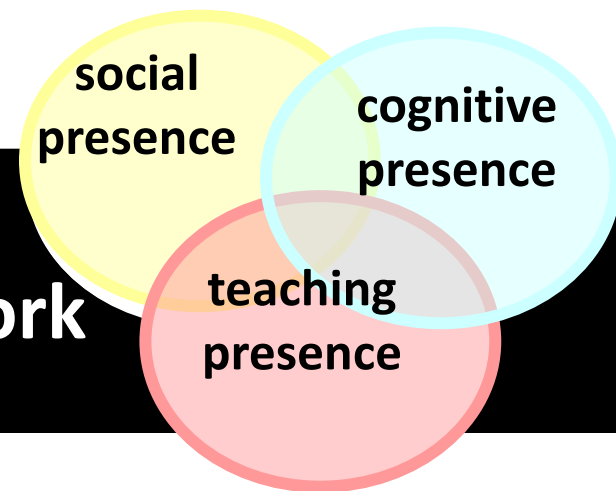 social
presence
cognitive
presence
ork
teaching
presence